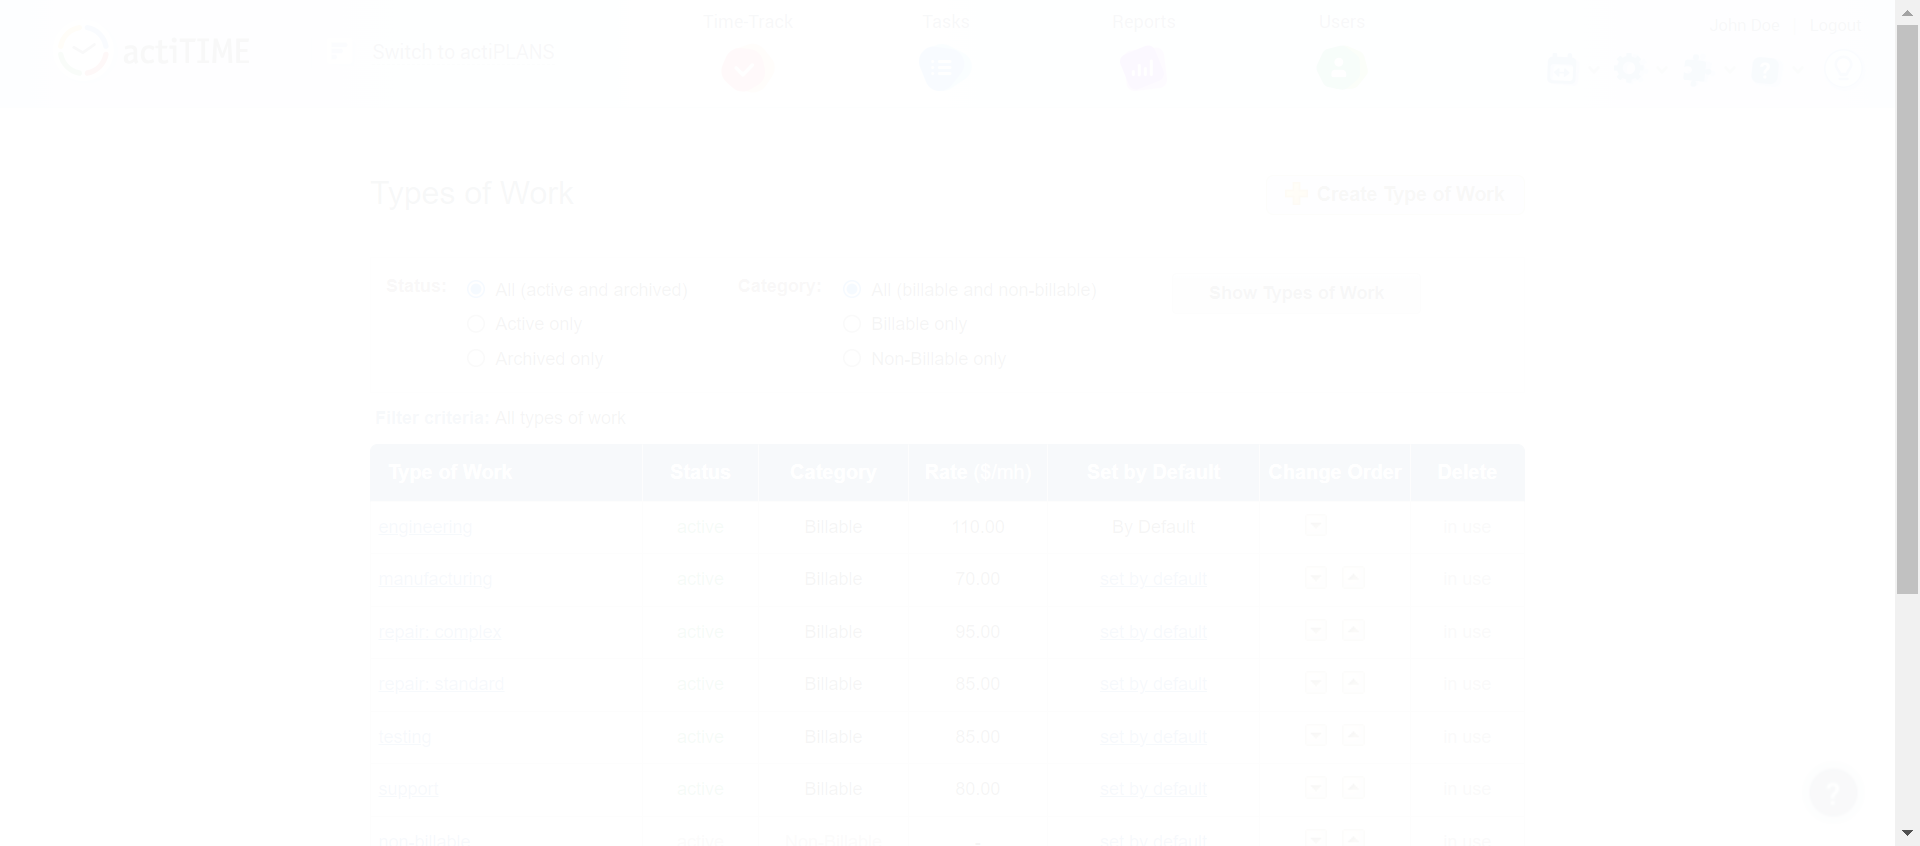 actiTIME
Switch to actiPLANS
Time-Track
Tasks
Reports
Users
John Doe
Logout
Types of Work
Create Type of Work
Status:
All (active and archived)
Active only
Archived only
Category:
All (billable and non-billable)
Billable only
Non-Billable only
Show Types of Work
Filter criteria: All types of work
Type of Work Status Category Rate ($/mh) Set by Default Change Order Delete
engineering active Billable 110.00 By Default in use
manufacturing active Billable 70.00 set by default in use
repair: complex active Billable 95.00 set by default in use
repair: standard active Billable 85.00 set by default in use
testing active Billable 85.00 set by default in use
support active Billable 80.00 set by default in use
non-billable active Non-Billable - set by default in use